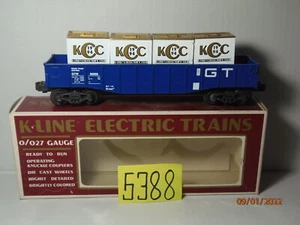 KCC KCC KCC KCC
GT
K-LINE ELECTRIC TRAINS
O/O27 GAUGE
READY TO RUN
OPERATING
KNUCKLE COUPLERS
DIE CAST WHEELS
HIGHLY DETAILED
BRIGHTLY COLORED
5388
09/01/2022